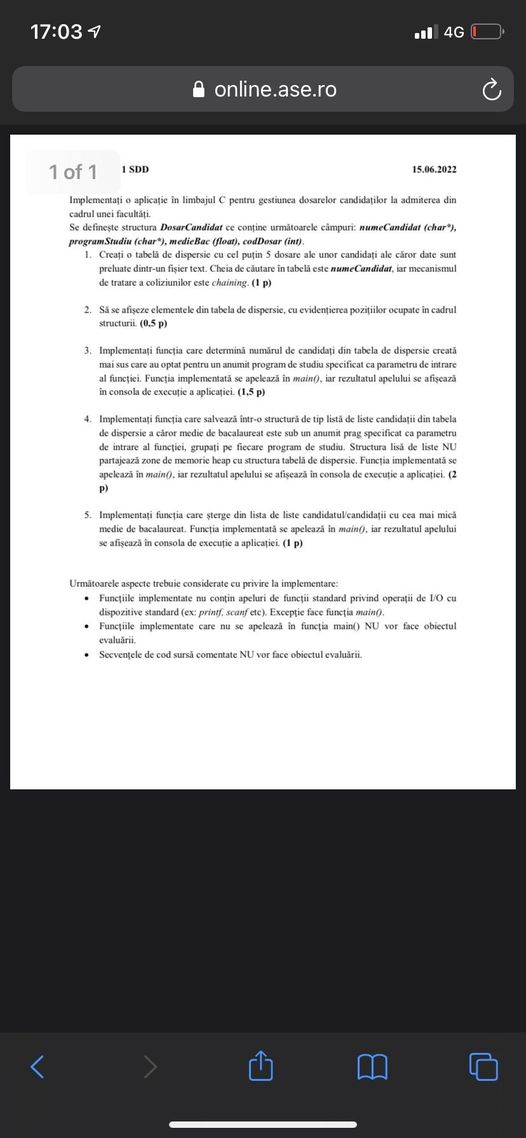 17:03
4G
online.ase.ro
1 of 1
1 SDD 15.06.2022
Implementați o aplicație în limbajul C pentru gestiunea dosarelor candidaților la admiterea din
cadrul unei facultăți.
Se definește structura DosarCandidat ce conține următoarele câmpuri: numeCandidat (char*),
programStudiu (char*), medieBac (float), codDosar (int).
1. Creați o tabelă de dispersie cu cel puțin 5 dosare ale unor candidați ale căror date sunt
preluate dintr-un fișier text. Cheia de căutare în tabelă este numeCandidat, iar mecanismul
de tratare a coliziunilor este chaining. (1 p)
2. Să se afișeze elementele din tabela de dispersie, cu evidențierea pozițiilor ocupate în cadrul
structurii. (0,5 p)
3. Implementați funcția care determină numărul de candidați din tabela de dispersie creată
mai sus care au optat pentru un anumit program de studiu specificat ca parametru de intrare
al funcției. Funcția implementată se apelează în main(), iar rezultatul apelului se afișează
în consola de execuție a aplicației. (1,5 p)
4. Implementați funcția care salvează într-o structură de tip listă de liste candidații din tabela
de dispersie a căror medie de bacalaureat este sub un anumit prag specificat ca parametru
de intrare al funcției, grupați pe fiecare program de studiu. Structura lisă de liste NU
partajează zone de memorie heap cu structura tabelă de dispersie. Funcția implementată se
apelează în main(), iar rezultatul apelului se afișează în consola de execuție a aplicației. (2
p)
5. Implementați funcția care șterge din lista de liste candidatul/candidații cu cea mai mică
medie de bacalaureat. Funcția implementată se apelează în main(), iar rezultatul apelului
se afișează în consola de execuție a aplicației. (1 p)
Următoarele aspecte trebuie considerate cu privire la implementare:
• Funcțiile implementate nu conțin apeluri de funcții standard privind operații de I/O cu
dispozitive standard (ex: printf, scanf etc). Excepție face funcția main().
• Funcțiile implementate care nu se apelează în funcția main() NU vor face obiectul
evaluării.
• Secvențele de cod sursă comentate NU vor face obiectul evaluării.